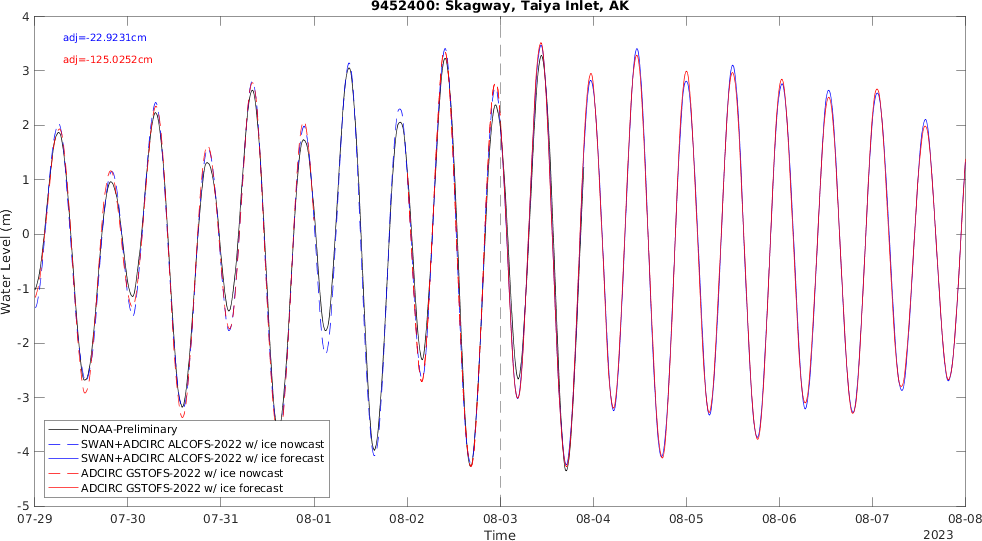 9452400: Skagway, Taiya Inlet, AK
adj=-22.9231cm
adj=-125.0252cm
4
3
2
1
0
-1
-2
-3
-4
-5
Water Level (m)
NOAA-Preliminary
SWAN+ADCIRC ALCOFS-2022 w/ ice nowcast
SWAN+ADCIRC ALCOFS-2022 w/ ice forecast
ADCIRC GSTOFS-2022 w/ ice nowcast
ADCIRC GSTOFS-2022 w/ ice forecast
07-29 07-30 07-31 08-01 08-02 08-03 08-04 08-05 08-06 08-07 08-08
Time
2023